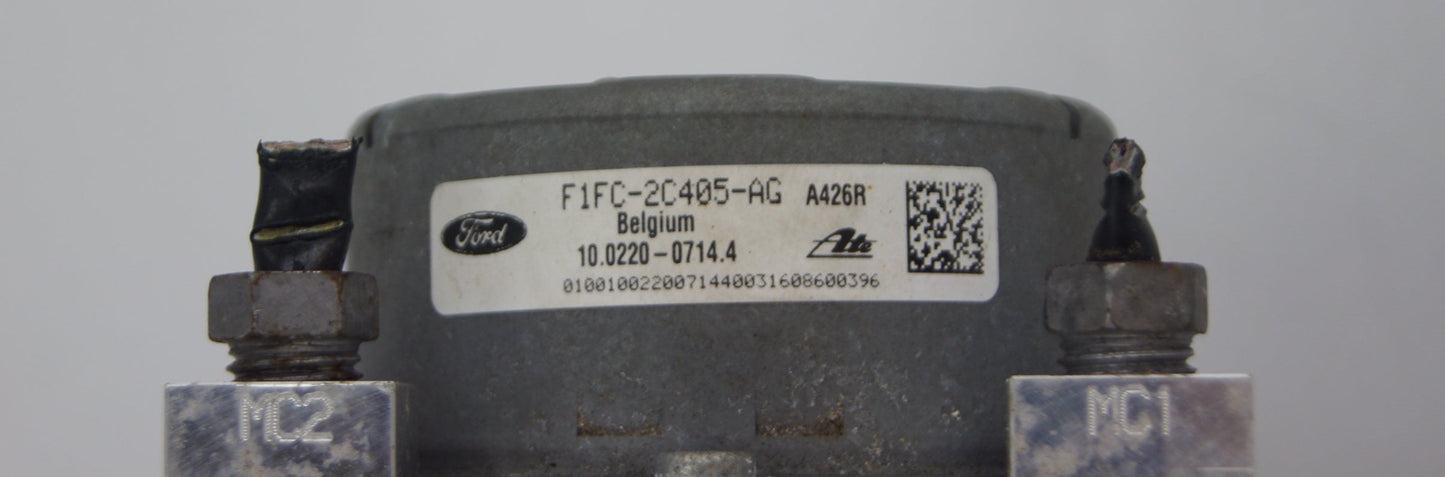 F1FC-2C405-AG A426R
Ford
Belgium
10.0220-0714.4 Ate
0100100220071440031608600396
MC2 MC1